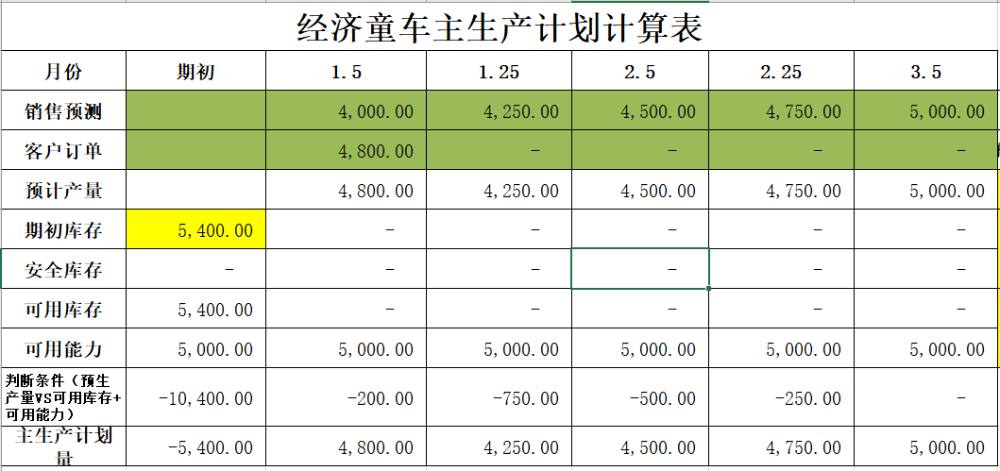 经济童车主生产计划计算表
月份 期初 1.5 1.25 2.5 2.25 3.5
销售预测 4,000.00 4,250.00 4,500.00 4,750.00 5,000.00
客户订单 4,800.00 - - - -
预计产量 4,800.00 4,250.00 4,500.00 4,750.00 5,000.00
期初库存 5,400.00 - - - - -
安全库存 - - - - - -
可用库存 5,400.00 - - - - -
可用能力 5,000.00 5,000.00 5,000.00 5,000.00 5,000.00 5,000.00
判断条件（预生
产量VS可用库存+
可用能力） -10,400.00 -200.00 -750.00 -500.00 -250.00 -
主生产计划
量 -5,400.00 4,800.00 4,250.00 4,500.00 4,750.00 5,000.00